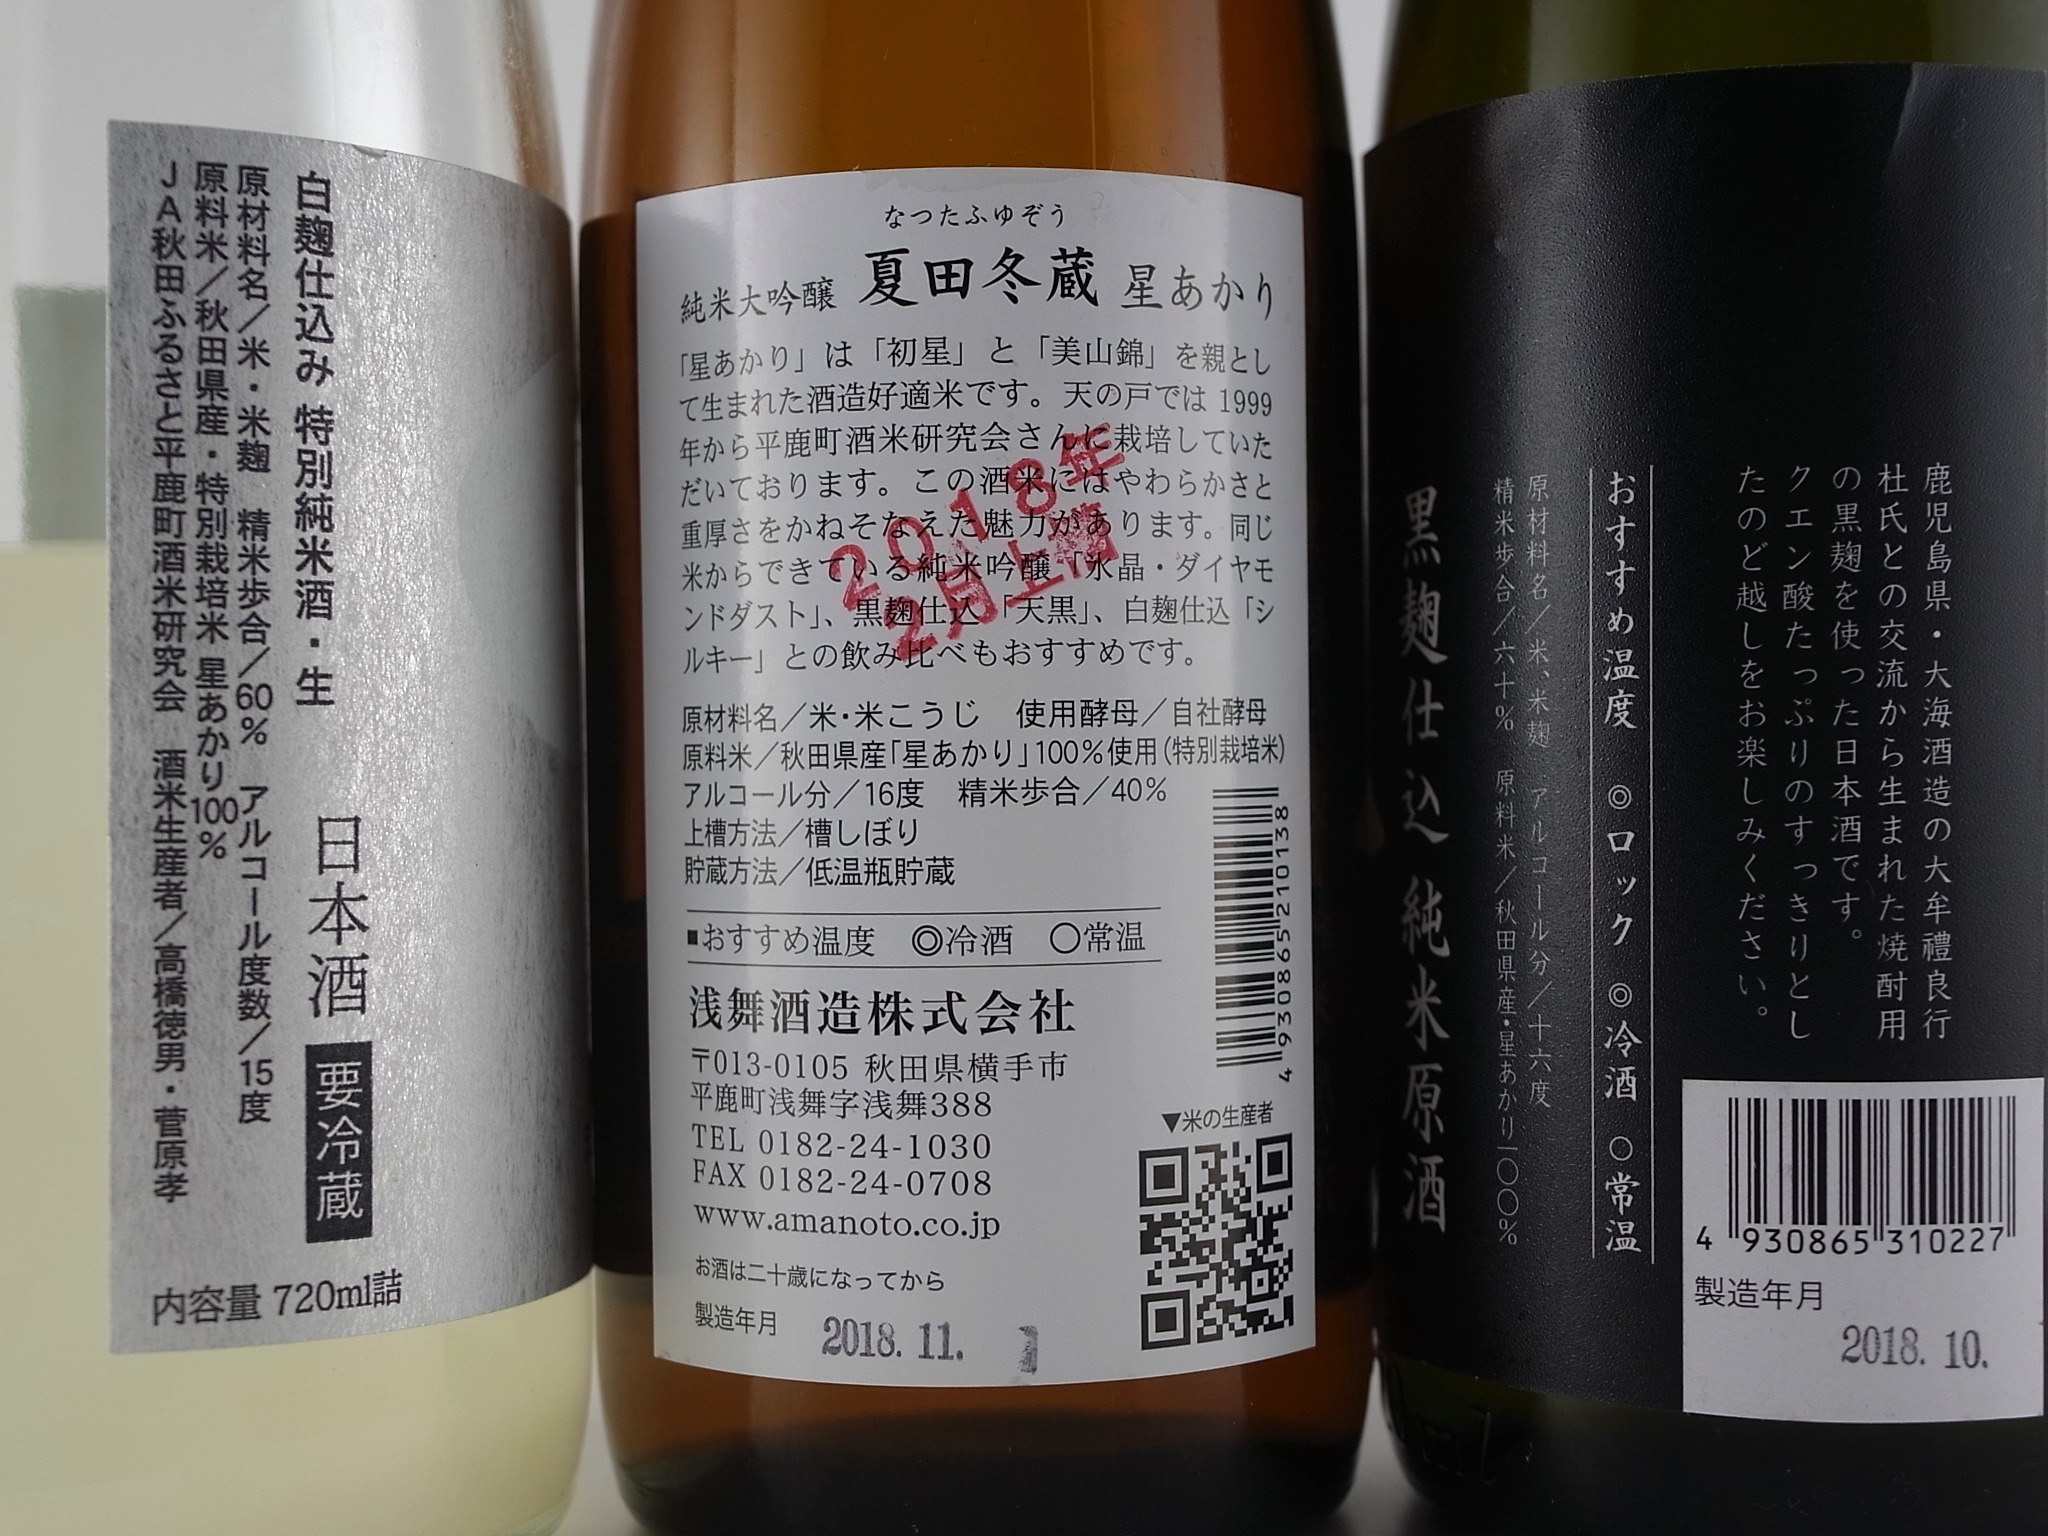 白麹仕込み 特別純米酒・生
原材料名／米・米麹 精米歩合／60％ アルコール度数／15度
原料米／秋田県産・特別栽培米 星あかり100％
ＪＡ秋田ふるさと平鹿町酒米研究会 酒米生産者／高橋徳男・菅原孝
日本酒
要冷蔵
内容量 720ml詰
なつたふゆぞう
純米大吟醸 夏田冬蔵 星あかり
「星あかり」は「初星」と「美山錦」を親とし
て生まれた酒造好適米です。天の戸では 1999
年から平鹿町酒米研究会さんに栽培していた
だいております。この酒米にはやわらかさと
重厚さをかねそなえた魅力があります。同じ
米からできている純米吟醸「氷晶・ダイヤモ
ンドダスト」、黒麹仕込「天黒」、白麹仕込「シ
ルキー」との飲み比べもおすすめです。
2018年
2月上槽
原材料名／米・米こうじ 使用酵母／自社酵母
原料米／秋田県産「星あかり」100％使用（特別栽培米）
アルコール分／16度 精米歩合／40％
上槽方法／槽しぼり
貯蔵方法／低温瓶貯蔵
■おすすめ温度 ◎冷酒 ○常温
浅舞酒造株式会社
〒013-0105 秋田県横手市
平鹿町浅舞字浅舞388
TEL 0182-24-1030
FAX 0182-24-0708
www.amanoto.co.jp
お酒は二十歳になってから
製造年月 2018. 11.
4 930865 210138
▼米の生産者
鹿児島県・大海酒造の大牟禮良行
杜氏との交流から生まれた焼酎用
の黒麹を使った日本酒です。
クエン酸たっぷりのすっきりとし
たのど越しをお楽しみください。
おすすめ温度 ◎ロック ◎冷酒 ○常温
原材料名／米、米麹 アルコール分／十六度
精米歩合／六十％ 原料米／秋田県産・星あかり一〇〇％
黒麹仕込 純米原酒
4 930865 310227
製造年月
2018. 10.